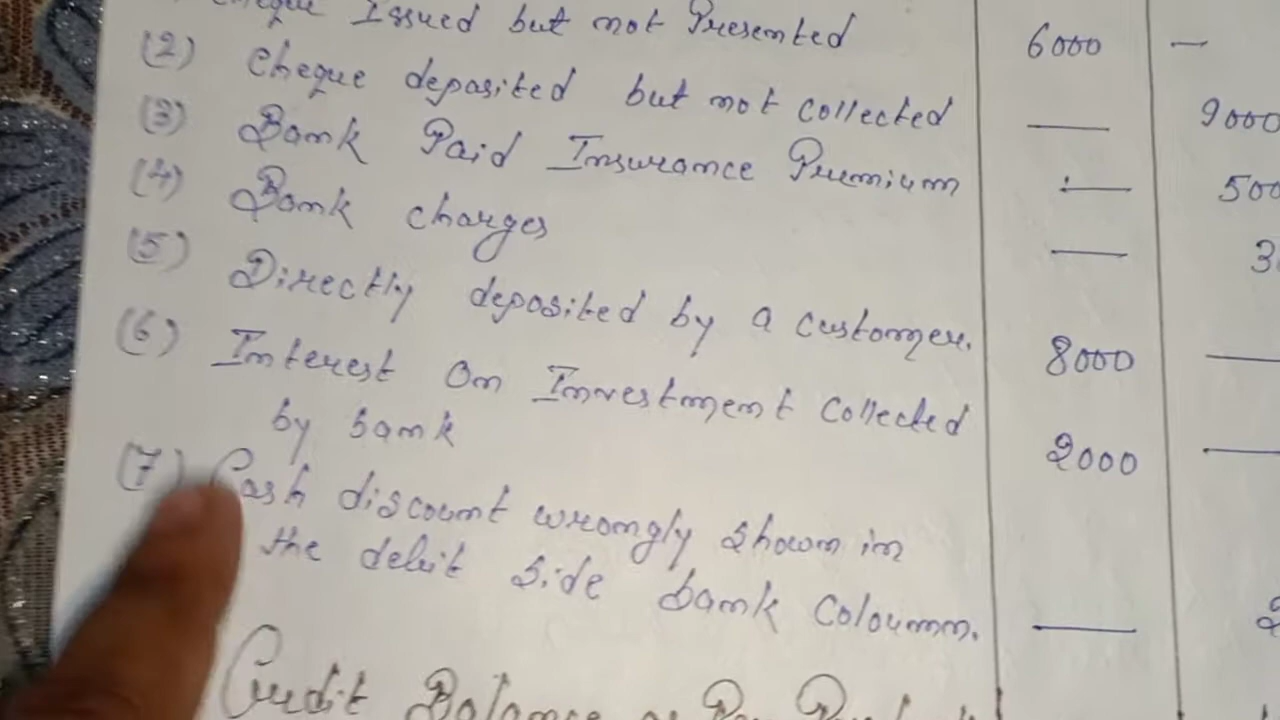 Issued but not Presented 6000 —
(2) Cheque deposited but not collected — 9000
(3) Bank Paid Insurance Premium — 500
(4) Bank charges — 3
(5) Directly deposited by a customer. 8000 —
(6) Interest On Investment Collected
by bank 2000 —
(7) Cash discount wrongly shown in
the debit side bank Coloumn. —
Credit Balance